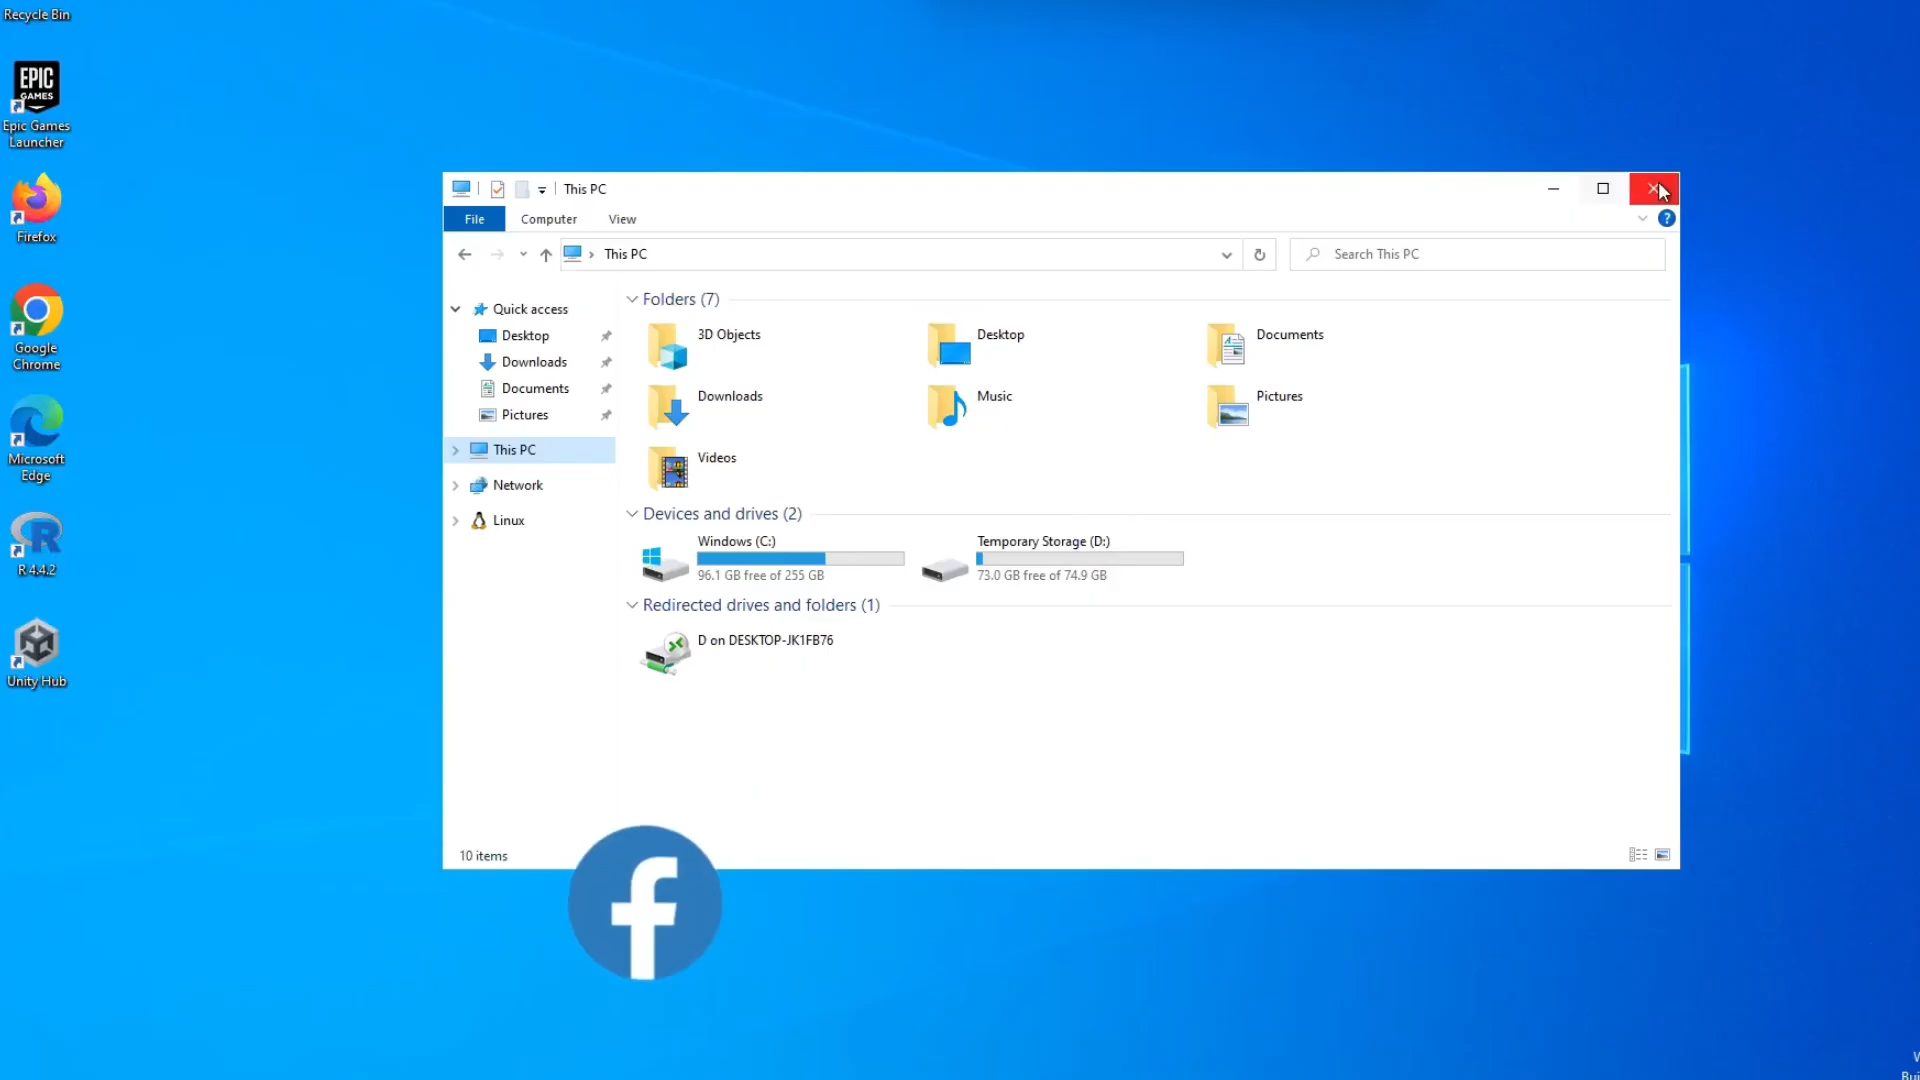 Recycle Bin
EPIC
GAMES
Epic Games
Launcher
Firefox
Google
Chrome
Microsoft
Edge
R 4.4.2
Unity Hub
This PC
File
Computer
View
This PC
Search This PC
Quick access
Desktop
Downloads
Documents
Pictures
This PC
Network
Linux
Folders (7)
3D Objects
Desktop
Documents
Downloads
Music
Pictures
Videos
Devices and drives (2)
Windows (C:)
96.1 GB free of 255 GB
Temporary Storage (D:)
73.0 GB free of 74.9 GB
Redirected drives and folders (1)
D on DESKTOP-JK1FB76
10 items